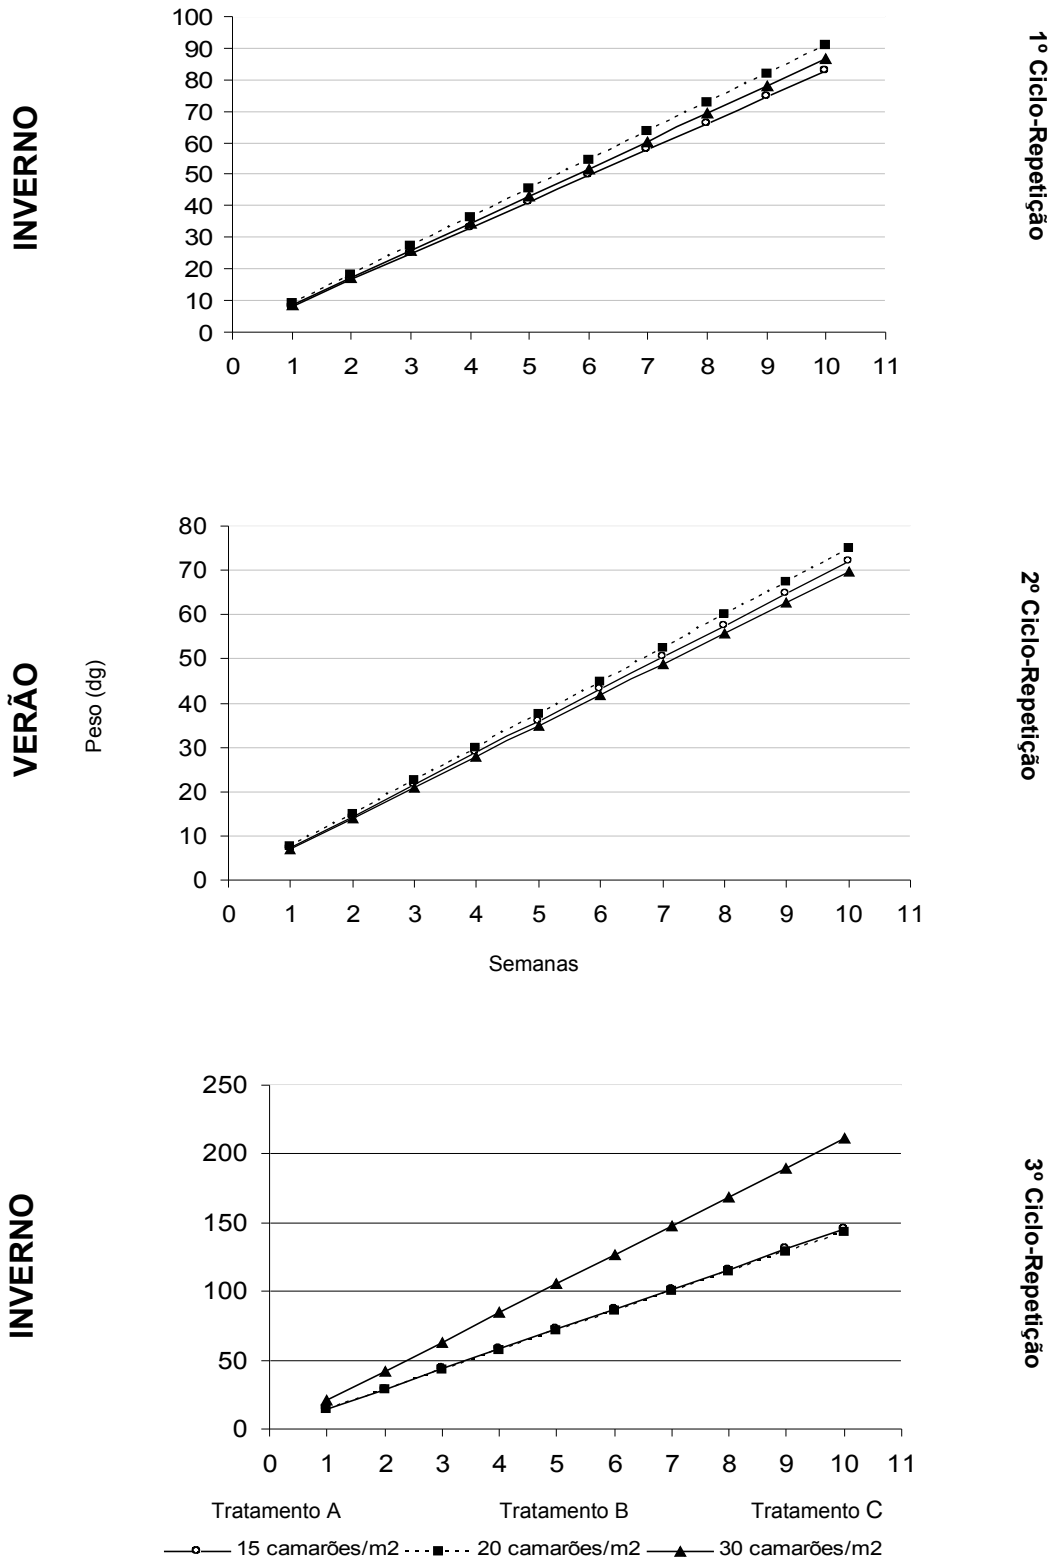 INVERNO
1º Ciclo-Repetição
100
90
80
70
60
50
40
30
20
10
0
0 1 2 3 4 5 6 7 8 9 10 11
VERÃO
Peso (dg)
2º Ciclo-Repetição
80
70
60
50
40
30
20
10
0
0 1 2 3 4 5 6 7 8 9 10 11
Semanas
INVERNO
3º Ciclo-Repetição
250
200
150
100
50
0
0 1 2 3 4 5 6 7 8 9 10 11
Tratamento A Tratamento B Tratamento C
15 camarões/m2 20 camarões/m2 30 camarões/m2